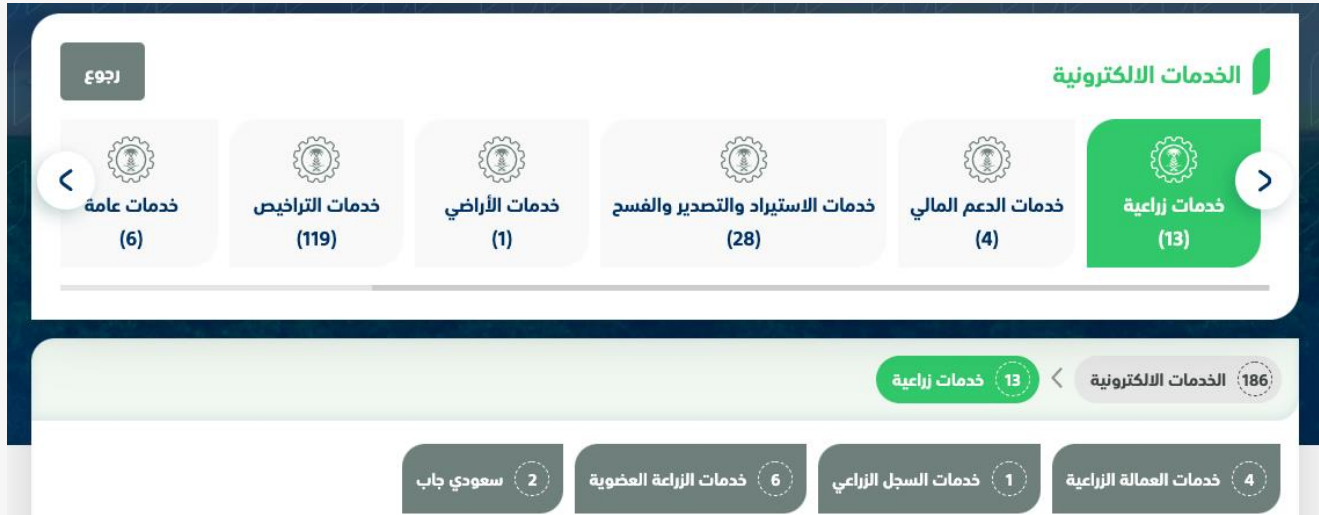 الخدمات الالكترونية
رجوع
خدمات زراعية
(13)
خدمات الدعم المالي
(4)
خدمات الاستيراد والتصدير والفسح
(28)
خدمات الأراضي
(1)
خدمات التراخيص
(119)
خدمات عامة
(6)
186 الخدمات الالكترونية
13 خدمات زراعية
4 خدمات العمالة الزراعية
1 خدمات السجل الزراعي
6 خدمات الزراعة العضوية
2 سعودي جاب